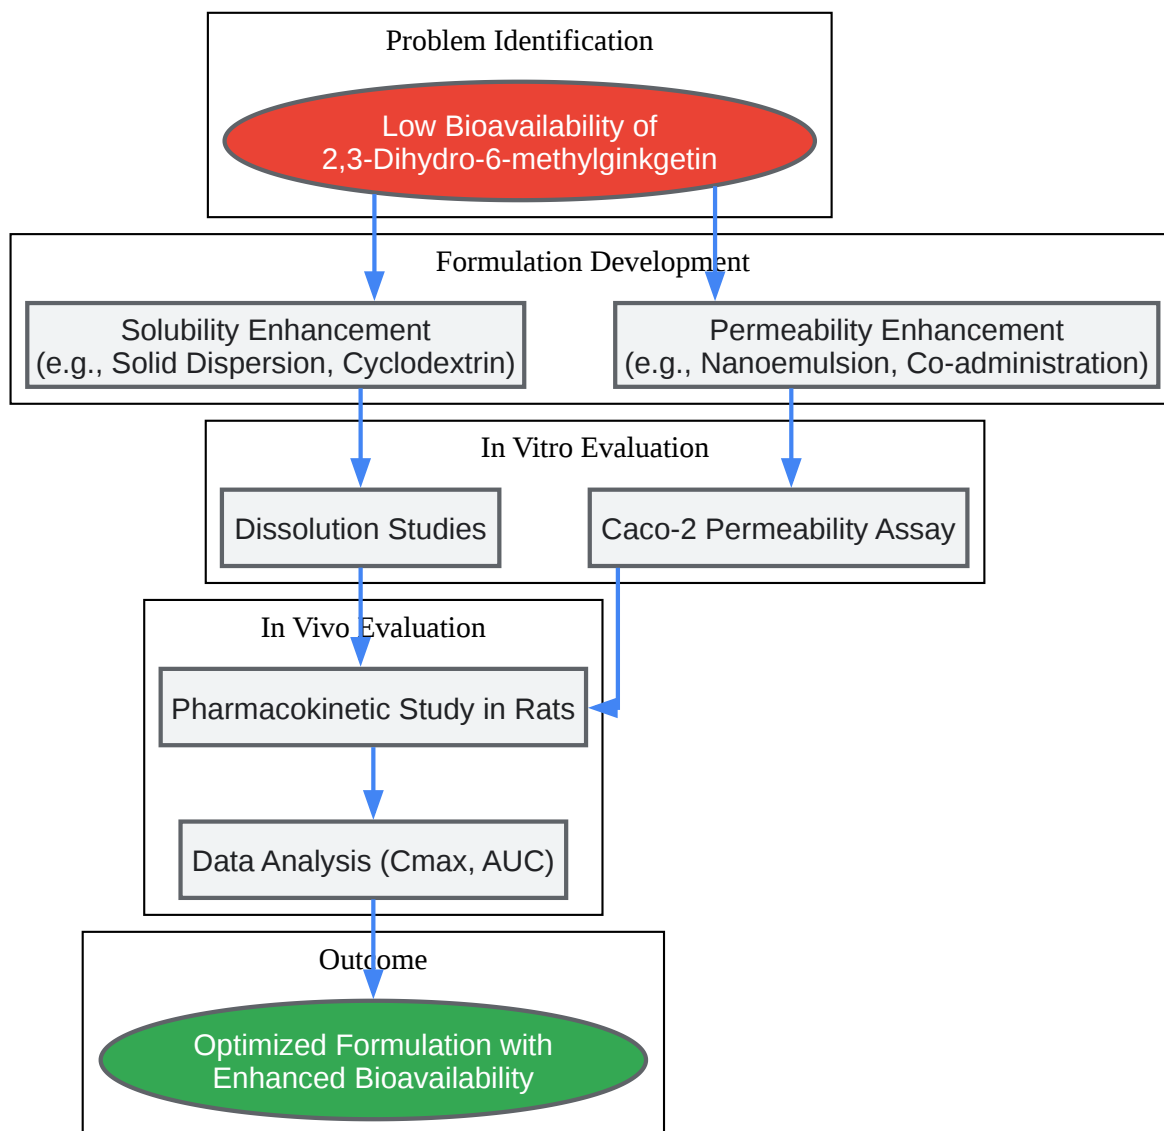 Problem Identification
Low Bioavailability of
2,3-Dihydro-6-methylginkgetin
Formulation Development
Solubility Enhancement
(e.g., Solid Dispersion, Cyclodextrin)
Permeability Enhancement
(e.g., Nanoemulsion, Co-administration)
In Vitro Evaluation
Dissolution Studies
Caco-2 Permeability Assay
In Vivo Evaluation
Pharmacokinetic Study in Rats
Data Analysis (Cmax, AUC)
Outcome
Optimized Formulation with
Enhanced Bioavailability